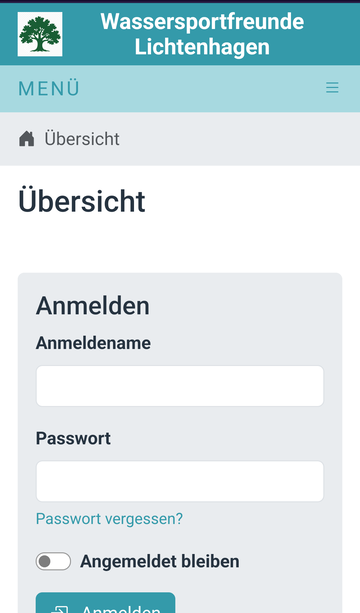 Wassersportfreunde
Lichtenhagen
MENÜ
Übersicht
Übersicht
Anmelden
Anmeldename
Passwort
Passwort vergessen?
Angemeldet bleiben
Anmelden